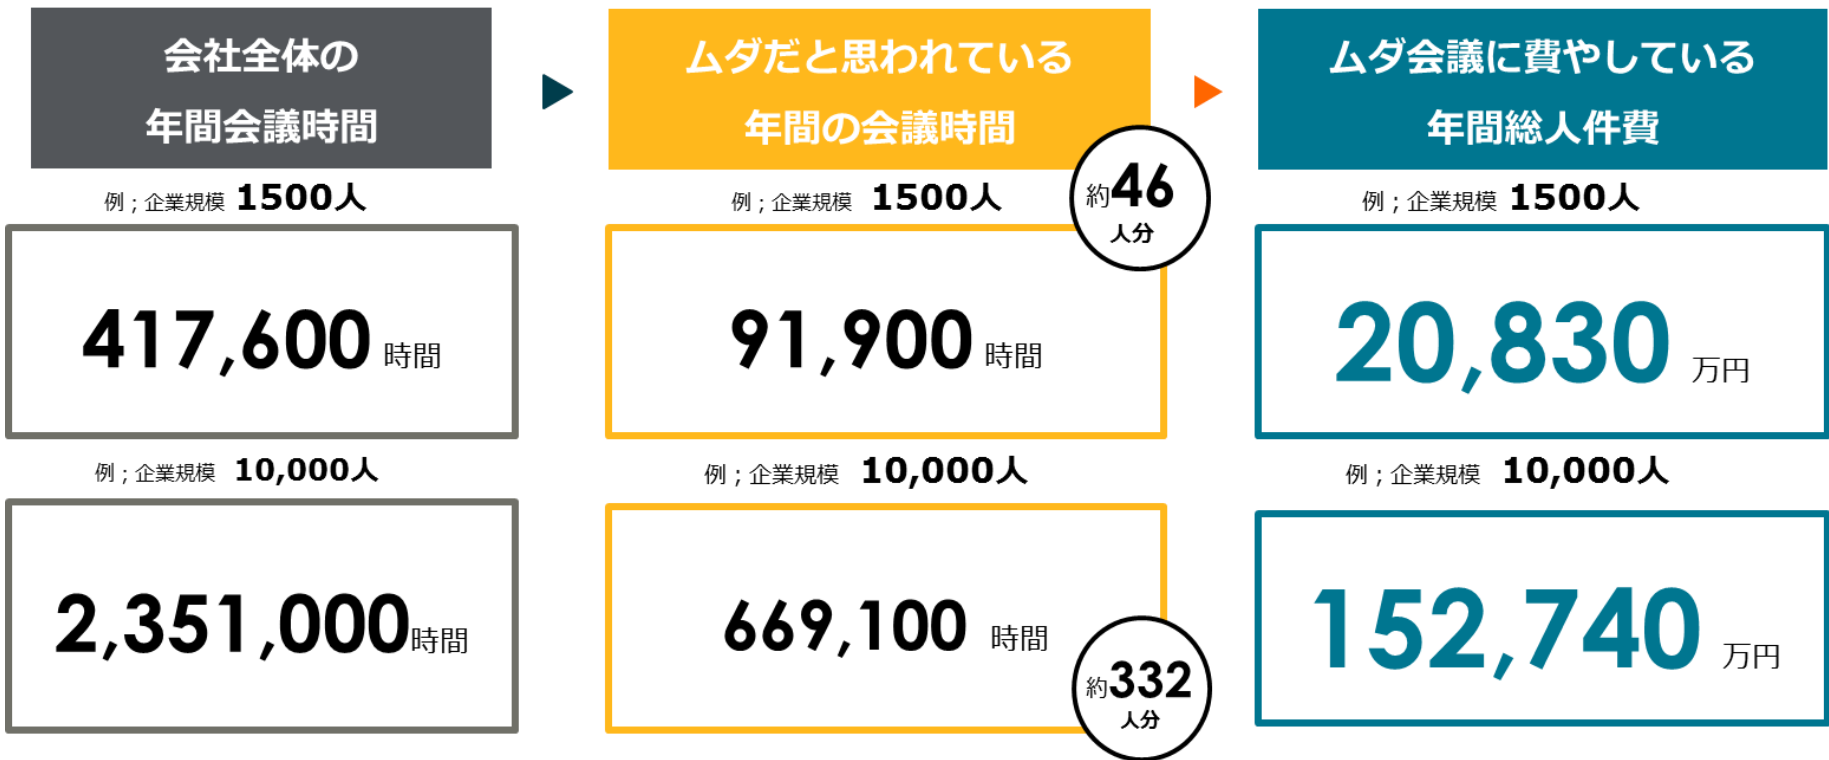 会社全体の
年間会議時間
ムダだと思われている
年間の会議時間
ムダ会議に費やしている
年間総人件費
例；企業規模 1500人
例；企業規模 1500人
約46
人分
例；企業規模 1500人
417,600 時間
91,900 時間
20,830 万円
例；企業規模 10,000人
例；企業規模 10,000人
例；企業規模 10,000人
2,351,000時間
669,100 時間
約332
人分
152,740 万円